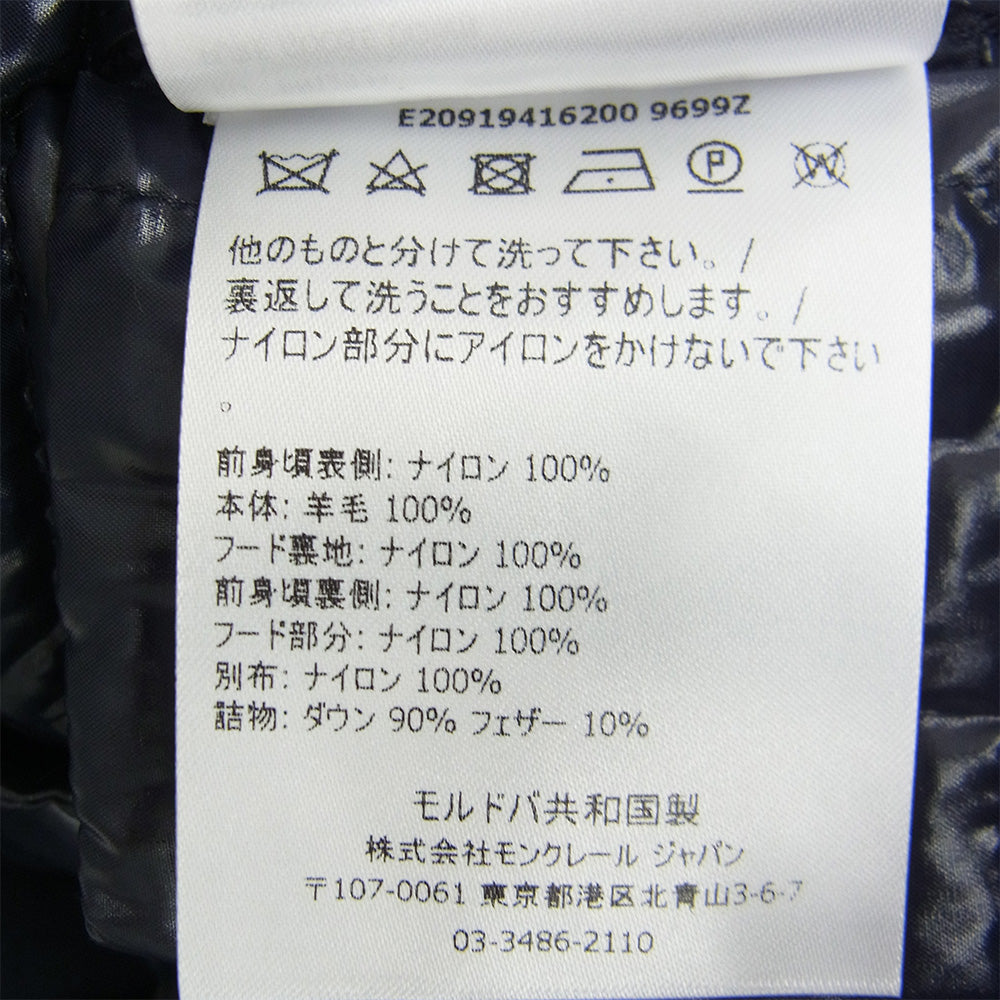 E20919416200 9699Z
P W
他のものと分けて洗って下さい。/
裏返して洗うことをおすすめします。/
ナイロン部分にアイロンをかけないで下さい
。
前身頃表側: ナイロン 100%
本体: 羊毛 100%
フード裏地: ナイロン 100%
前身頃裏側: ナイロン 100%
フード部分: ナイロン 100%
別布: ナイロン 100%
詰物: ダウン 90% フェザー 10%
モルドバ共和国製
株式会社モンクレール ジャパン
〒107-0061 東京都港区北青山3-6-7
03-3486-2110